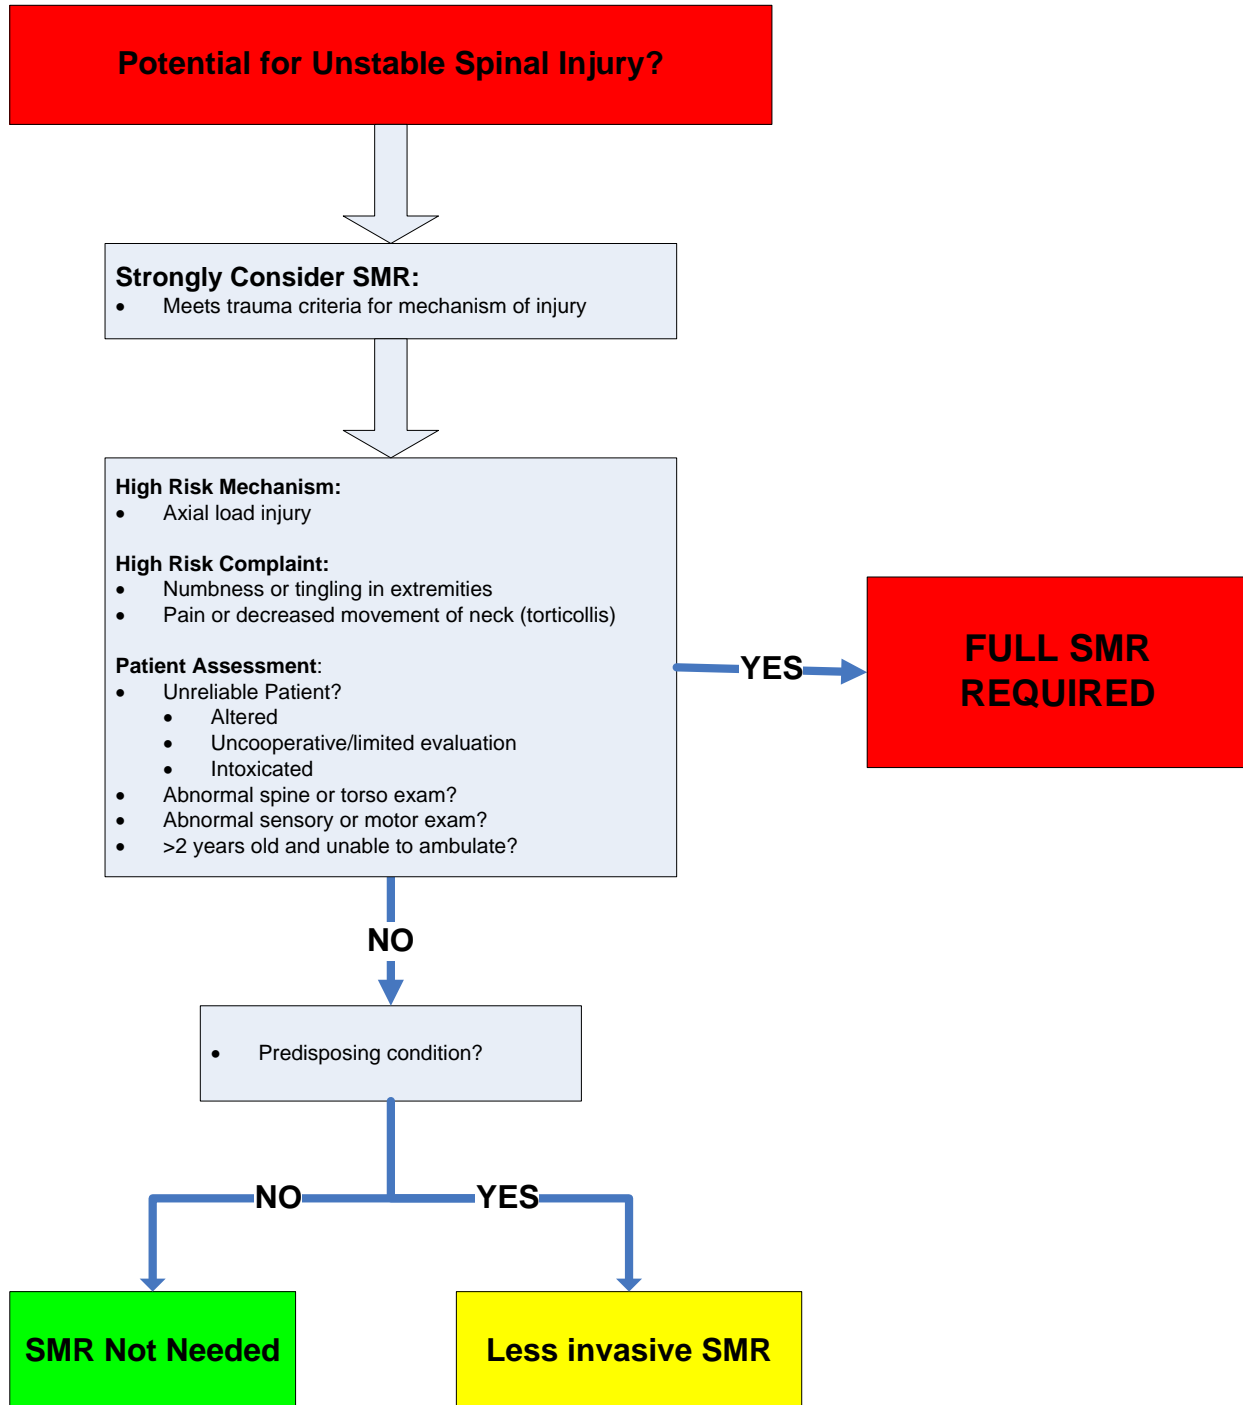 Potential for Unstable Spinal Injury?
Strongly Consider SMR:
• Meets trauma criteria for mechanism of injury
High Risk Mechanism:
• Axial load injury
High Risk Complaint:
• Numbness or tingling in extremities
• Pain or decreased movement of neck (torticollis)
Patient Assessment:
• Unreliable Patient?
• Altered
• Uncooperative/limited evaluation
• Intoxicated
• Abnormal spine or torso exam?
• Abnormal sensory or motor exam?
• >2 years old and unable to ambulate?
YES
FULL SMR
REQUIRED
NO
• Predisposing condition?
NO
YES
SMR Not Needed
Less invasive SMR